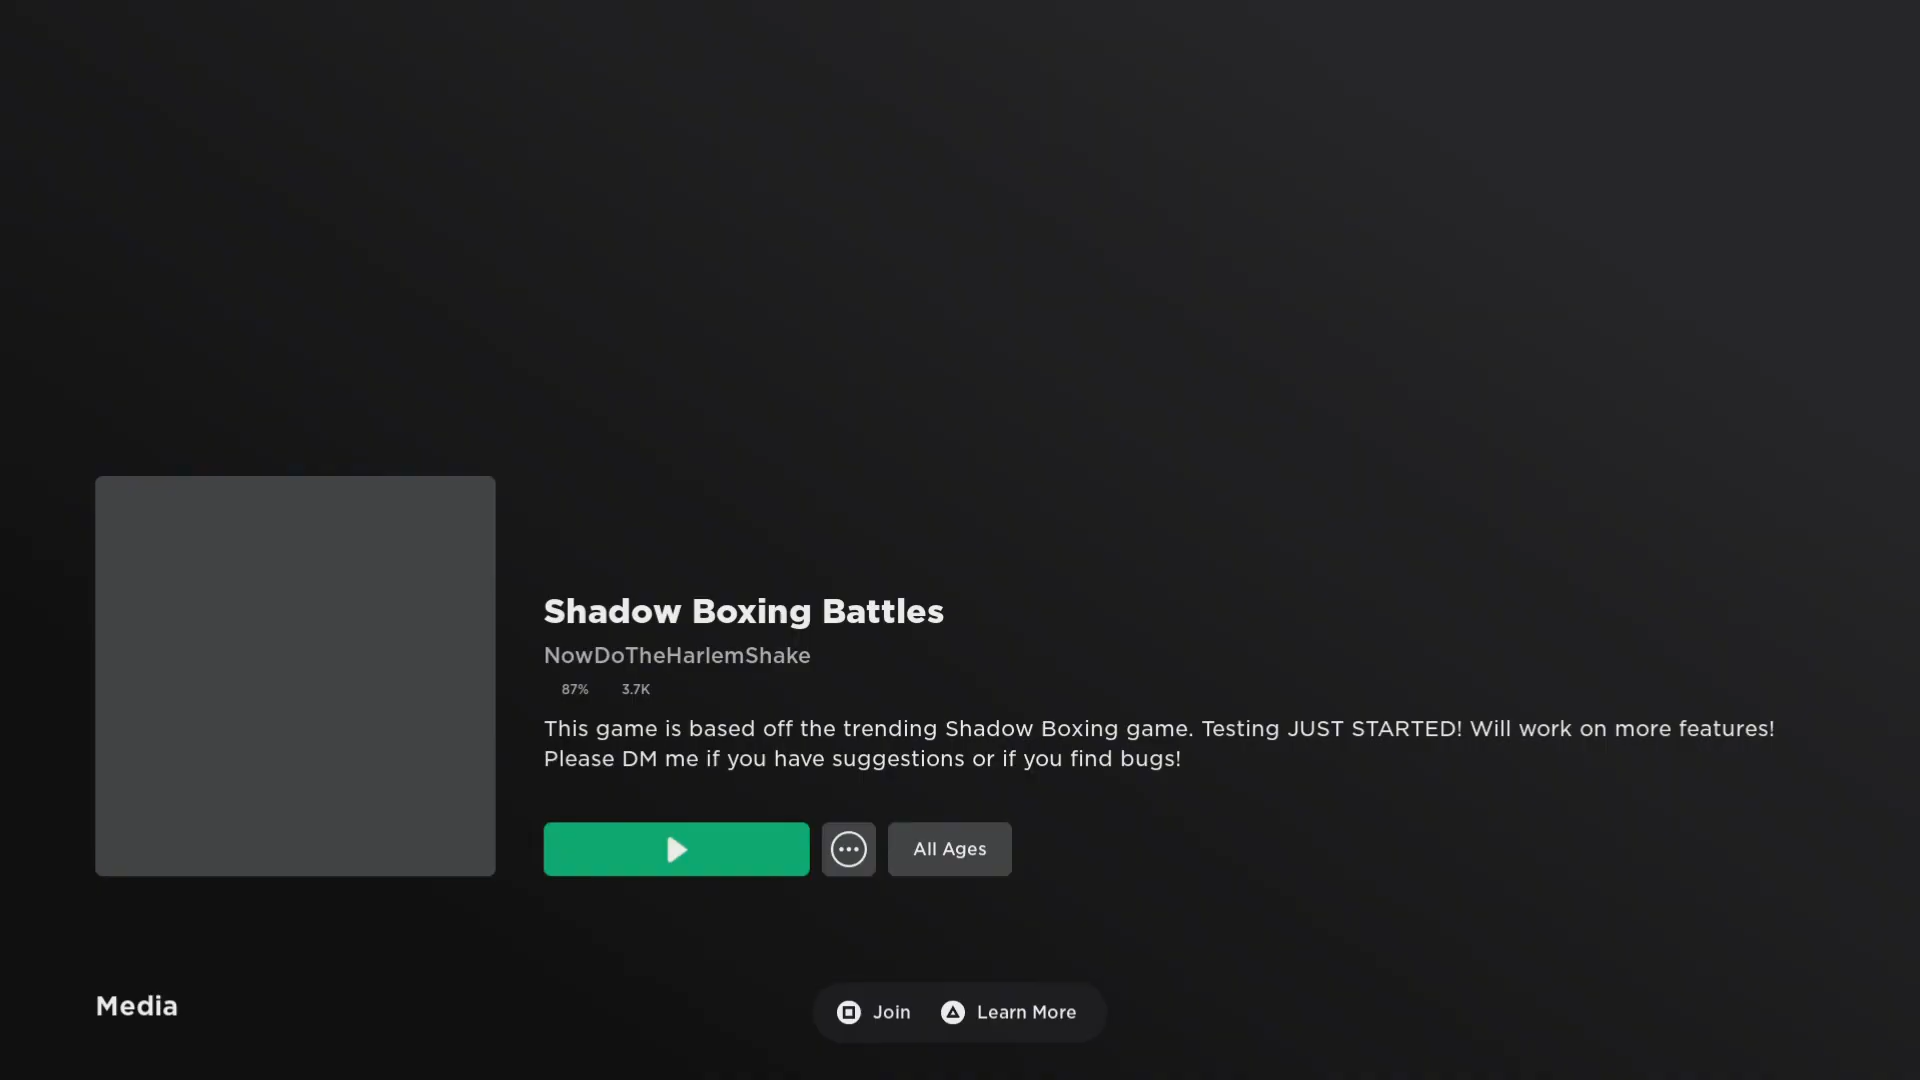 Shadow Boxing Battles
NowDoTheHarlemShake
87% 3.7K
This game is based off the trending Shadow Boxing game. Testing JUST STARTED! Will work on more features!
Please DM me if you have suggestions or if you find bugs!
All Ages
Media
Join Learn More